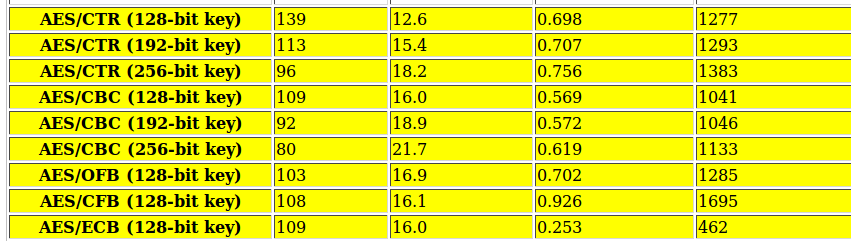 AES/CTR (128-bit key) 139 12.6 0.698 1277
AES/CTR (192-bit key) 113 15.4 0.707 1293
AES/CTR (256-bit key) 96 18.2 0.756 1383
AES/CBC (128-bit key) 109 16.0 0.569 1041
AES/CBC (192-bit key) 92 18.9 0.572 1046
AES/CBC (256-bit key) 80 21.7 0.619 1133
AES/OFB (128-bit key) 103 16.9 0.702 1285
AES/CFB (128-bit key) 108 16.1 0.926 1695
AES/ECB (128-bit key) 109 16.0 0.253 462